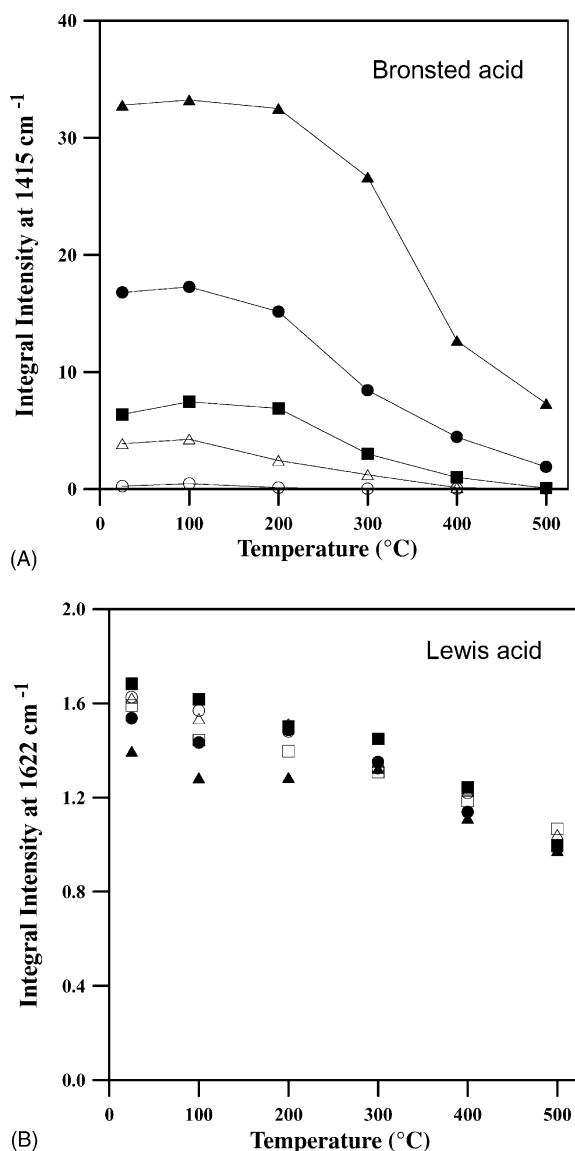 40
Bronsted acid
30
Integral Intensity at 1415 cm⁻¹
20
10
0
0 100 200 300 400 500
Temperature (°C)
(A)
2.0
Lewis acid
1.6
Integral Intensity at 1622 cm⁻¹
1.2
0.8
0.4
0.0
0 100 200 300 400 500
Temperature (°C)
(B)